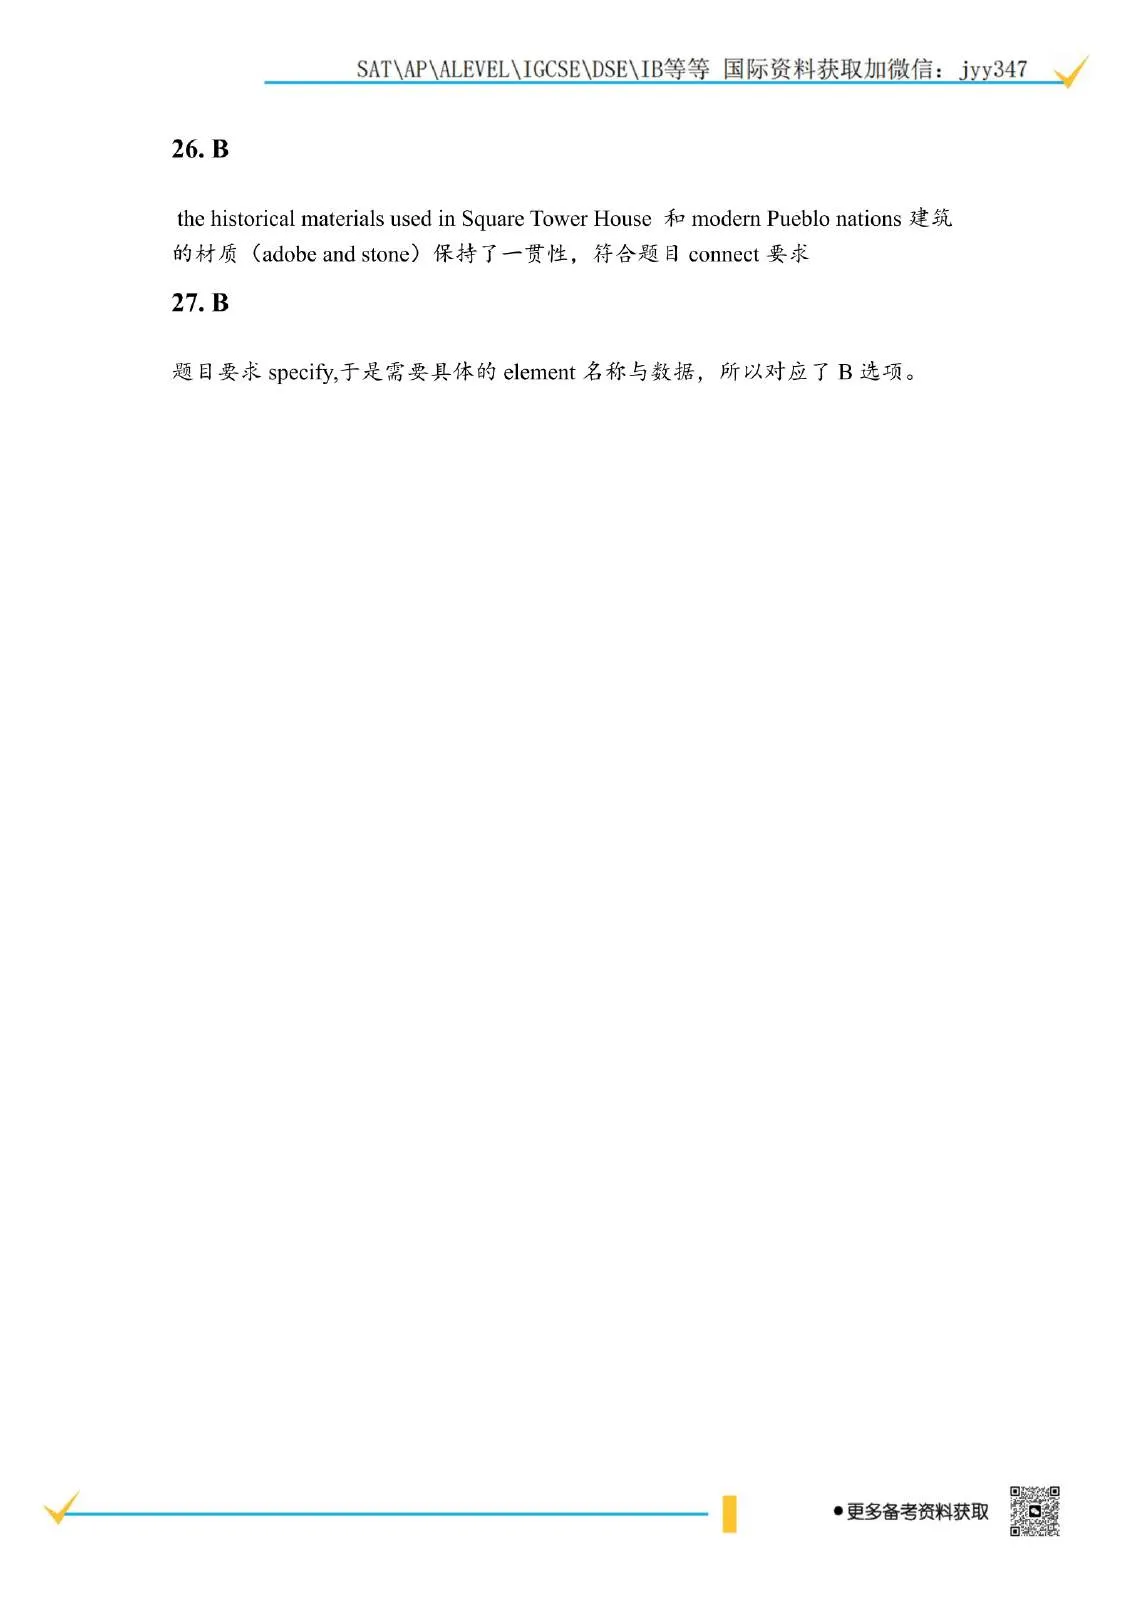 SAT\AP\ALEVEL\IGCSE\DSE\IB等等 国际资料获取加微信：jyy347
26. B
the historical materials used in Square Tower House 和 modern Pueblo nations 建筑
的材质（adobe and stone）保持了一贯性，符合题目 connect 要求
27. B
题目要求 specify,于是需要具体的 element 名称与数据，所以对应了 B 选项。
●更多备考资料获取